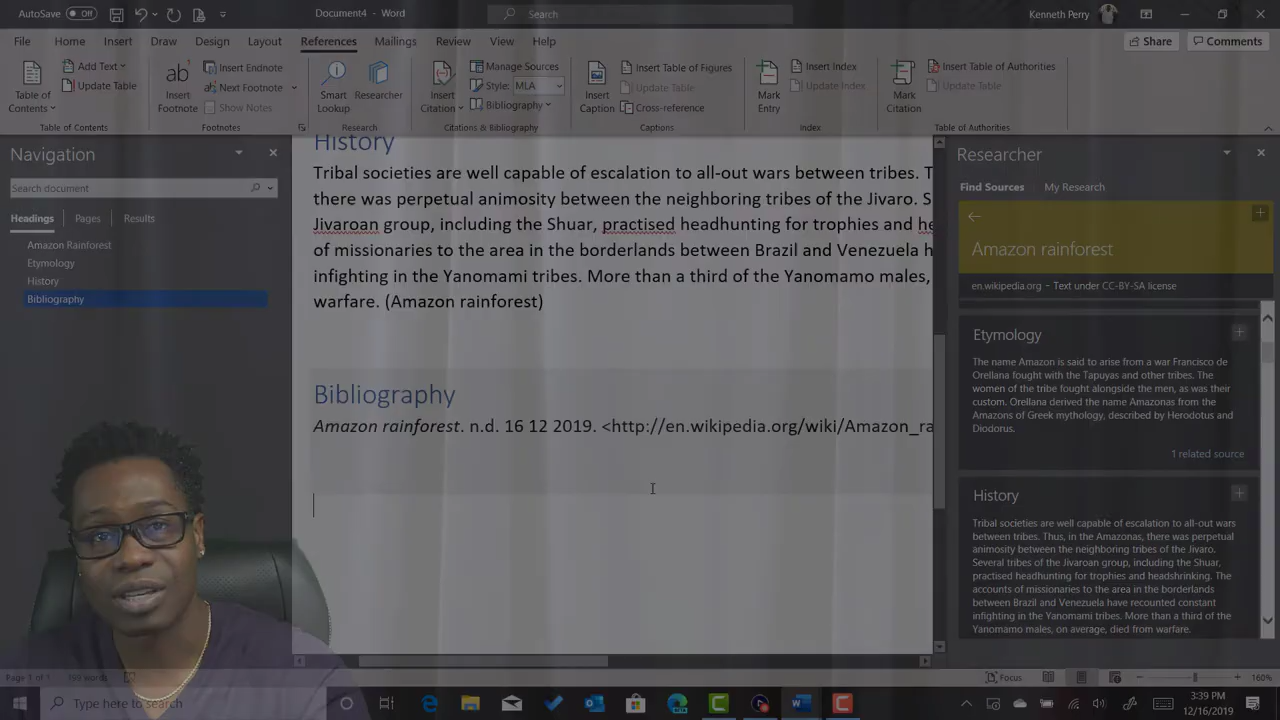 AutoSave Off
Document4 - Word
Search
Kenneth Perry
File Home Insert Draw Design Layout References Mailings Review View Help
Share Comments
Table of Contents
Add Text
Update Table
Table of Contents
ab
Insert Footnote
Insert Endnote
Next Footnote
Show Notes
Footnotes
Smart Lookup
Researcher
Research
Insert Citation
Manage Sources
Style: MLA
Bibliography
Citations & Bibliography
Insert Caption
Insert Table of Figures
Update Table
Cross-reference
Captions
Mark Entry
Insert Index
Update Index
Index
Mark Citation
Insert Table of Authorities
Update Table
Table of Authorities
Navigation
Search document
Headings Pages Results
Amazon Rainforest
Etymology
History
Bibliography
History
Tribal societies are well capable of escalation to all-out wars between tribes. T
there was perpetual animosity between the neighboring tribes of the Jivaro. S
Jivaroan group, including the Shuar, practised headhunting for trophies and he
of missionaries to the area in the borderlands between Brazil and Venezuela h
infighting in the Yanomami tribes. More than a third of the Yanomamo males,
warfare. (Amazon rainforest)
Bibliography
Amazon rainforest. n.d. 16 12 2019. <http://en.wikipedia.org/wiki/Amazon_ra
Researcher
Find Sources My Research
Amazon rainforest
en.wikipedia.org – Text under CC-BY-SA license
Etymology
The name Amazon is said to arise from a war Francisco de
Orellana fought with the Tapuyas and other tribes. The
women of the tribe fought alongside the men, as was their
custom. Orellana derived the name Amazonas from the
Amazons of Greek mythology, described by Herodotus and
Diodorus.
1 related source
History
Tribal societies are well capable of escalation to all-out wars
between tribes. Thus, in the Amazonas, there was perpetual
animosity between the neighboring tribes of the Jivaro.
Several tribes of the Jivaroan group, including the Shuar,
practised headhunting for trophies and headshrinking. The
accounts of missionaries to the area in the borderlands
between Brazil and Venezuela have recounted constant
infighting in the Yanomami tribes. More than a third of the
Yanomamo males, on average, died from warfare.
Page 1 of 1 199 words
Focus
160%
Type here to search
3:39 PM
12/16/2019